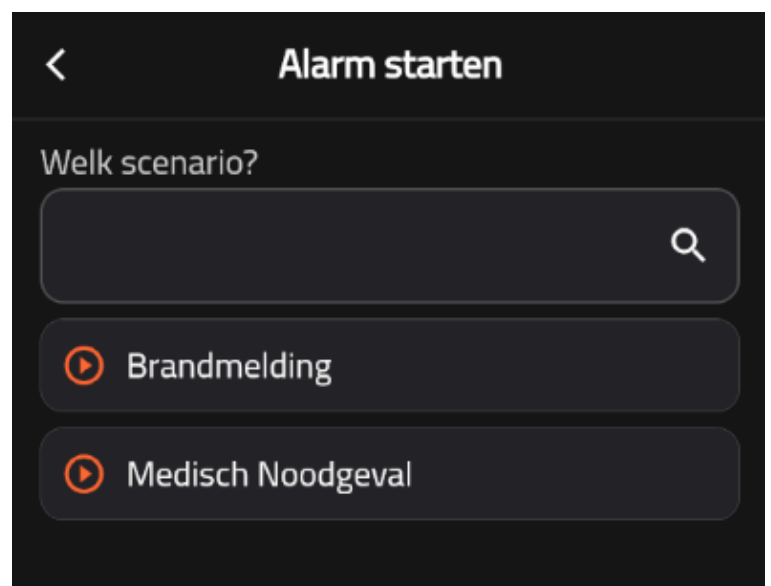 Alarm starten
Welk scenario?
Brandmelding
Medisch Noodgeval